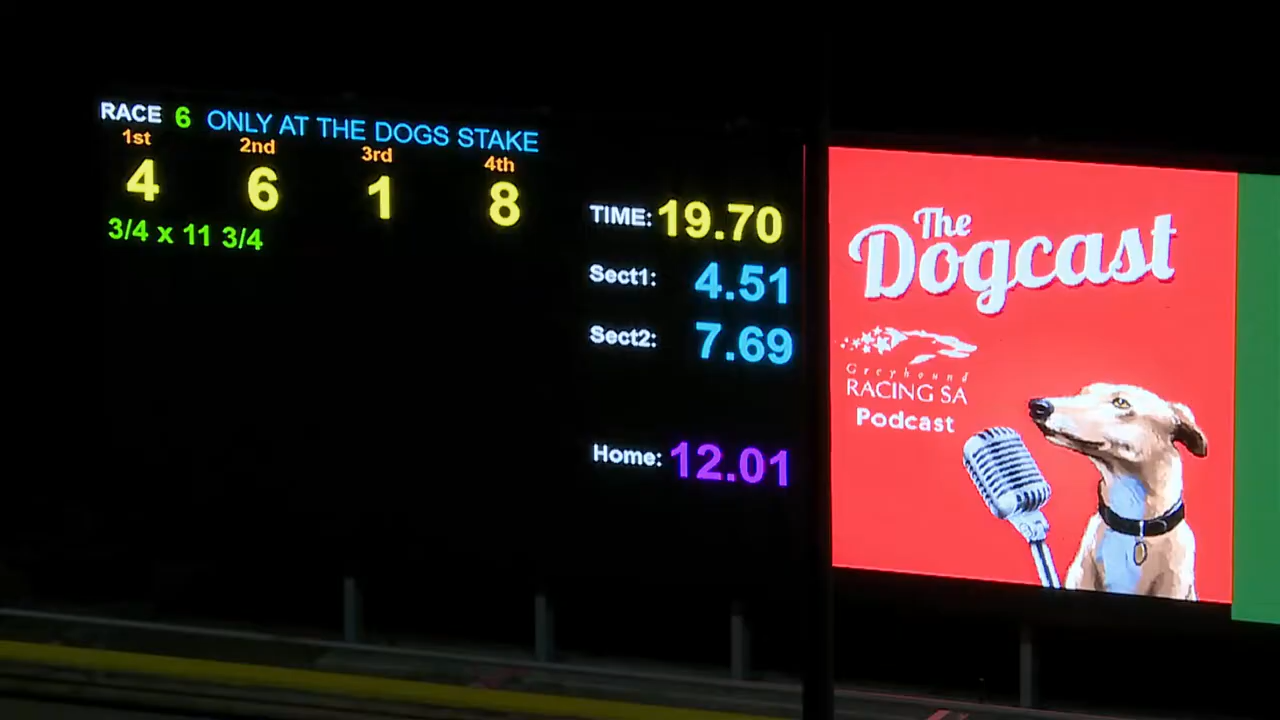 RACE 6 ONLY AT THE DOGS STAKE
1st 2nd 3rd 4th
4 6 1 8
3/4 x 11 3/4
TIME: 19.70
Sect1: 4.51
Sect2: 7.69
Home: 12.01
The
Dogcast
Greyhound
RACING SA
Podcast